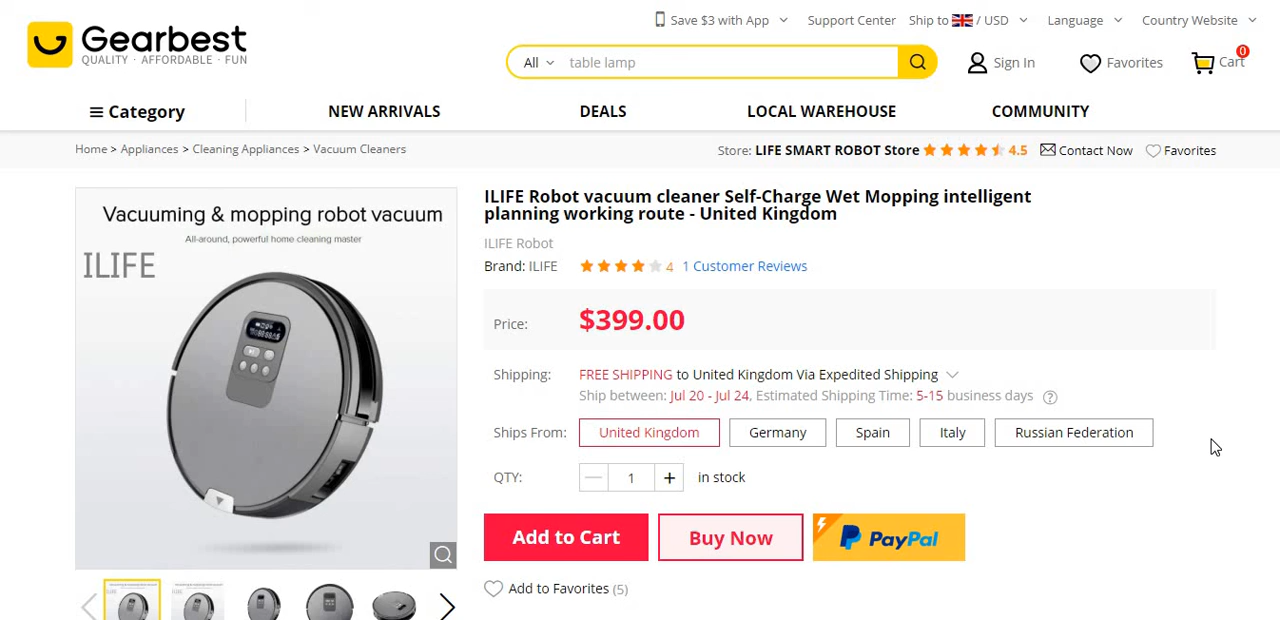 Save $3 with App
Support Center
Ship to / USD
Language
Country Website
Gearbest
QUALITY · AFFORDABLE · FUN
All
table lamp
Sign In
Favorites
Cart
0
Category
NEW ARRIVALS
DEALS
LOCAL WAREHOUSE
COMMUNITY
Home > Appliances > Cleaning Appliances > Vacuum Cleaners
Store: LIFE SMART ROBOT Store 4.5
Contact Now
Favorites
Vacuuming & mopping robot vacuum
All-around, powerful home cleaning master
ILIFE
ILIFE Robot vacuum cleaner Self-Charge Wet Mopping intelligent
planning working route - United Kingdom
ILIFE Robot
Brand: ILIFE 4 1 Customer Reviews
Price: $399.00
Shipping: FREE SHIPPING to United Kingdom Via Expedited Shipping
Ship between: Jul 20 - Jul 24, Estimated Shipping Time: 5-15 business days ?
Ships From: United Kingdom Germany Spain Italy Russian Federation
QTY: — 1 + in stock
Add to Cart
Buy Now
PayPal
Add to Favorites (5)